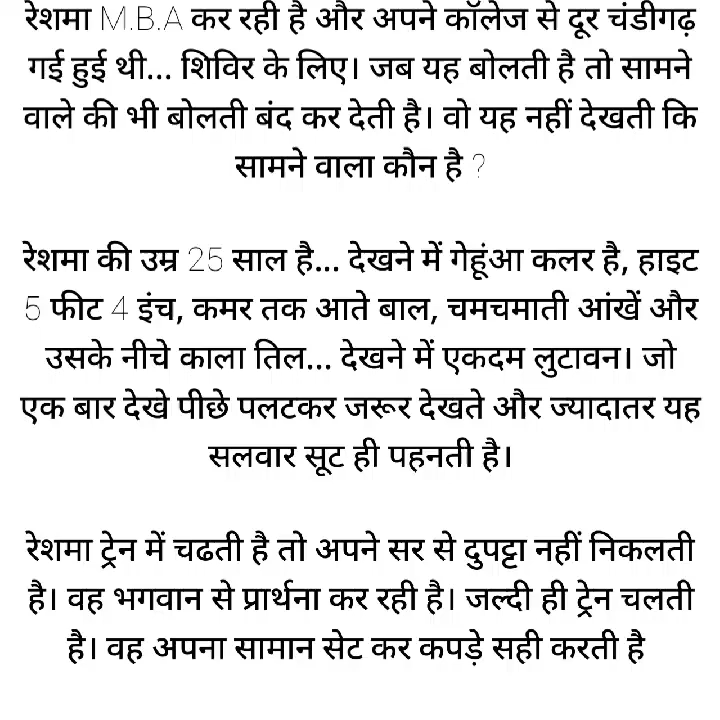 रेशमा M.B.A कर रही है और अपने कॉलेज से दूर चंडीगढ़
गई हुई थी... शिविर के लिए। जब यह बोलती है तो सामने
वाले की भी बोलती बंद कर देती है। वो यह नहीं देखती कि
सामने वाला कौन है ?
रेशमा की उम्र 25 साल है... देखने में गेहूंआ कलर है, हाइट
5 फीट 4 इंच, कमर तक आते बाल, चमचमाती आंखें और
उसके नीचे काला तिल... देखने में एकदम लुटावन। जो
एक बार देखे पीछे पलटकर जरूर देखते और ज्यादातर यह
सलवार सूट ही पहनती है।
रेशमा ट्रेन में चढती है तो अपने सर से दुपट्टा नहीं निकलती
है। वह भगवान से प्रार्थना कर रही है। जल्दी ही ट्रेन चलती
है। वह अपना सामान सेट कर कपड़े सही करती है